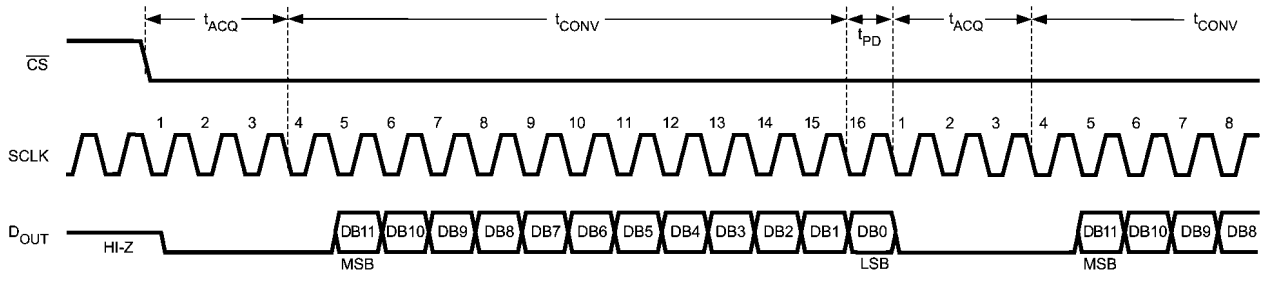 tACQ tCONV tPD tACQ tCONV
CS
1 2 3 4 5 6 7 8 9 10 11 12 13 14 15 16 1 2 3 4 5 6 7 8
SCLK
DOUT
HI-Z
DB11 DB10 DB9 DB8 DB7 DB6 DB5 DB4 DB3 DB2 DB1 DB0 DB11 DB10 DB9 DB8
MSB LSB MSB